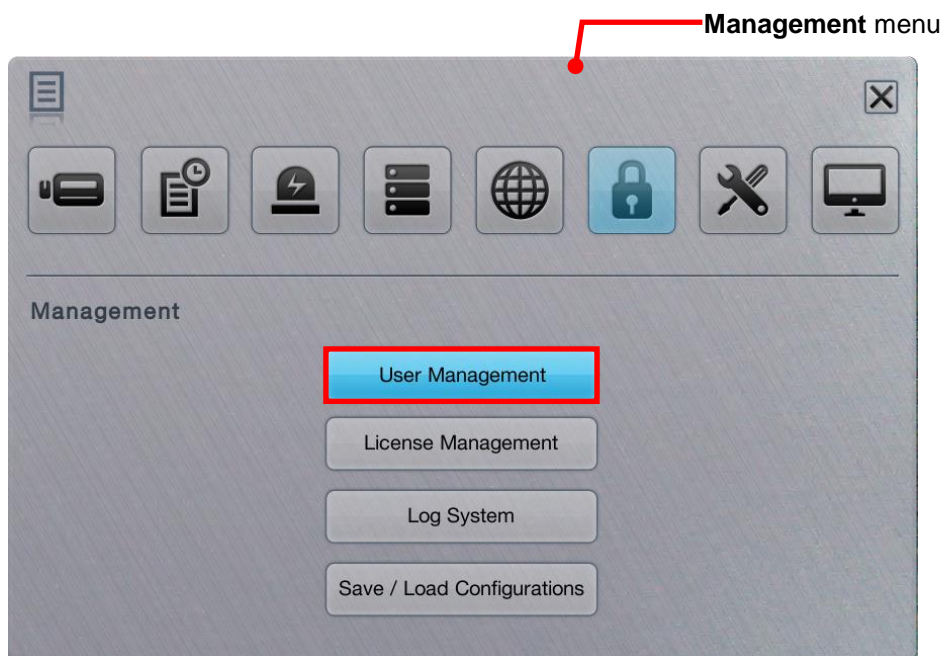 Management menu
Management
User Management
License Management
Log System
Save / Load Configurations